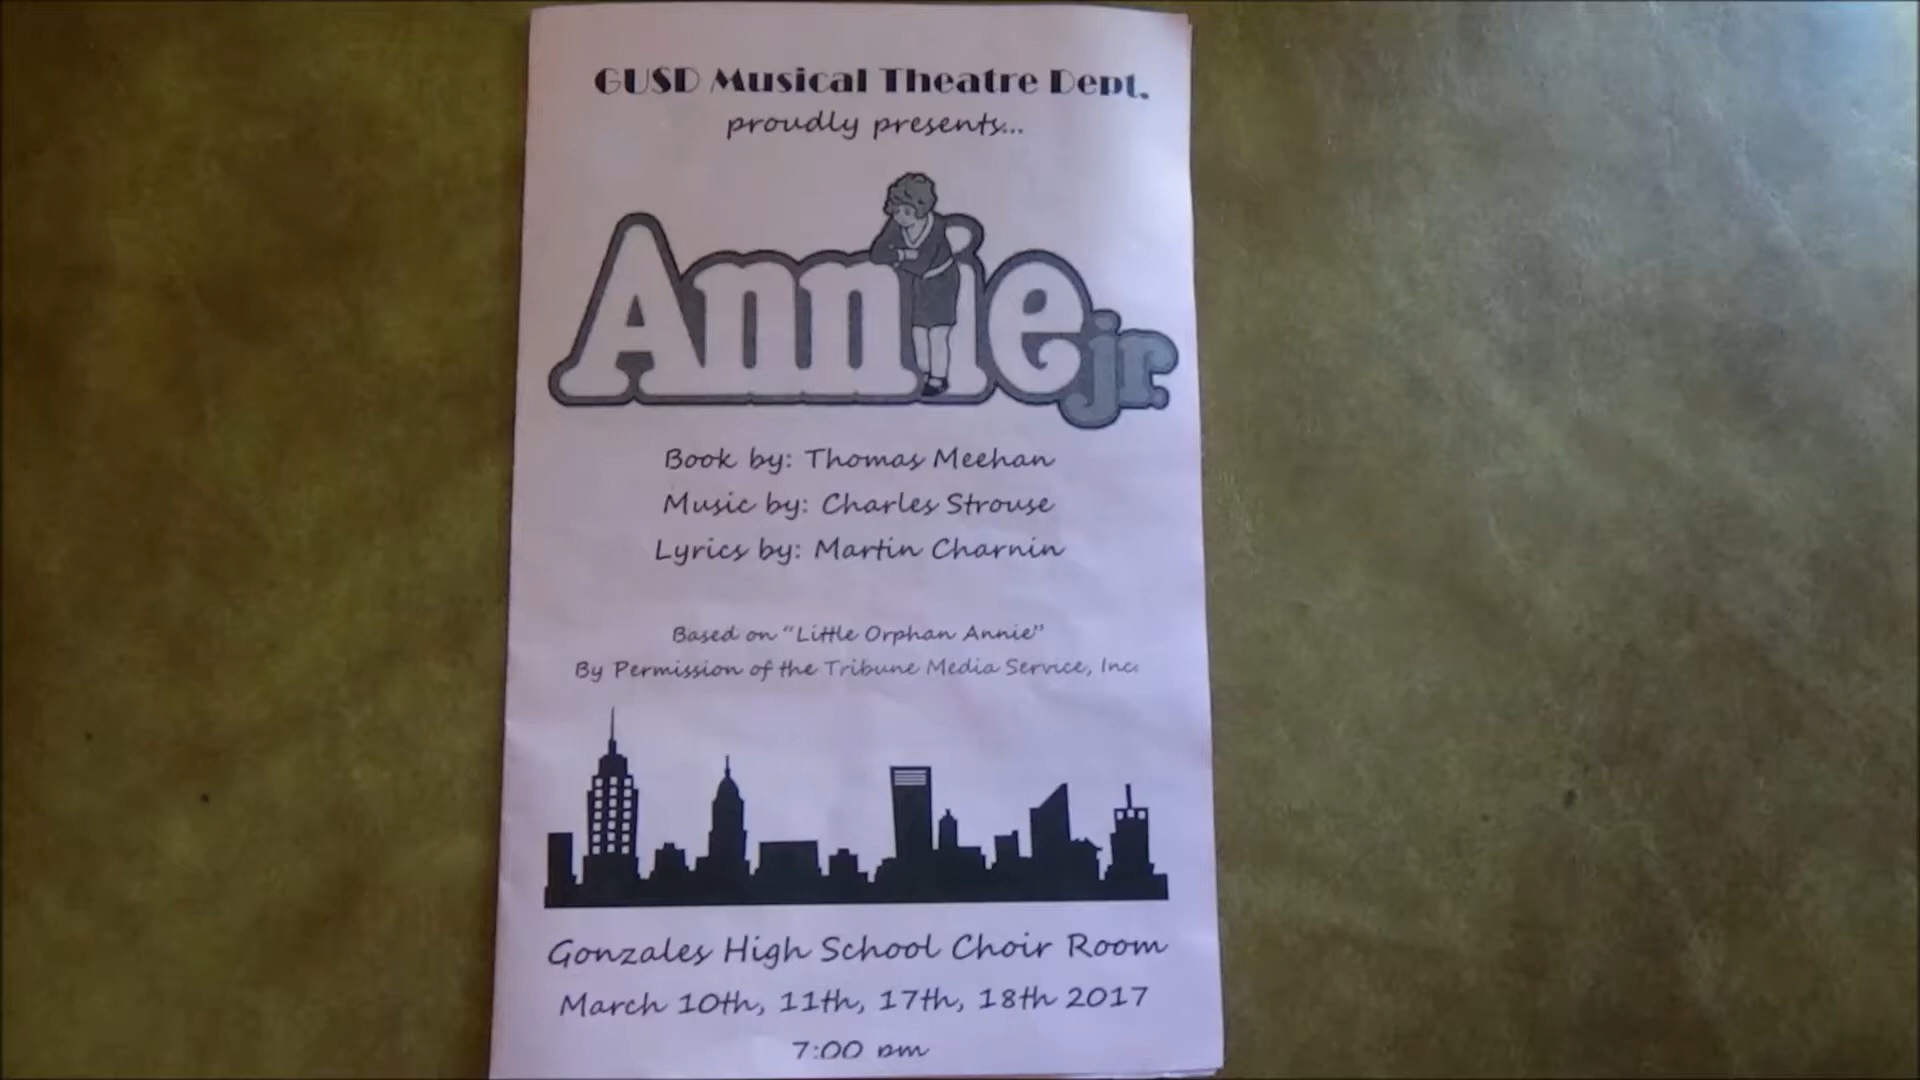 GUSD Musical Theatre Dept.
proudly presents...
Annie jr.
Book by: Thomas Meehan
Music by: Charles Strouse
Lyrics by: Martin Charnin
Based on "Little Orphan Annie"
By Permission of the Tribune Media Service, Inc.
Gonzales High School Choir Room
March 10th, 11th, 17th, 18th 2017
7:00 pm